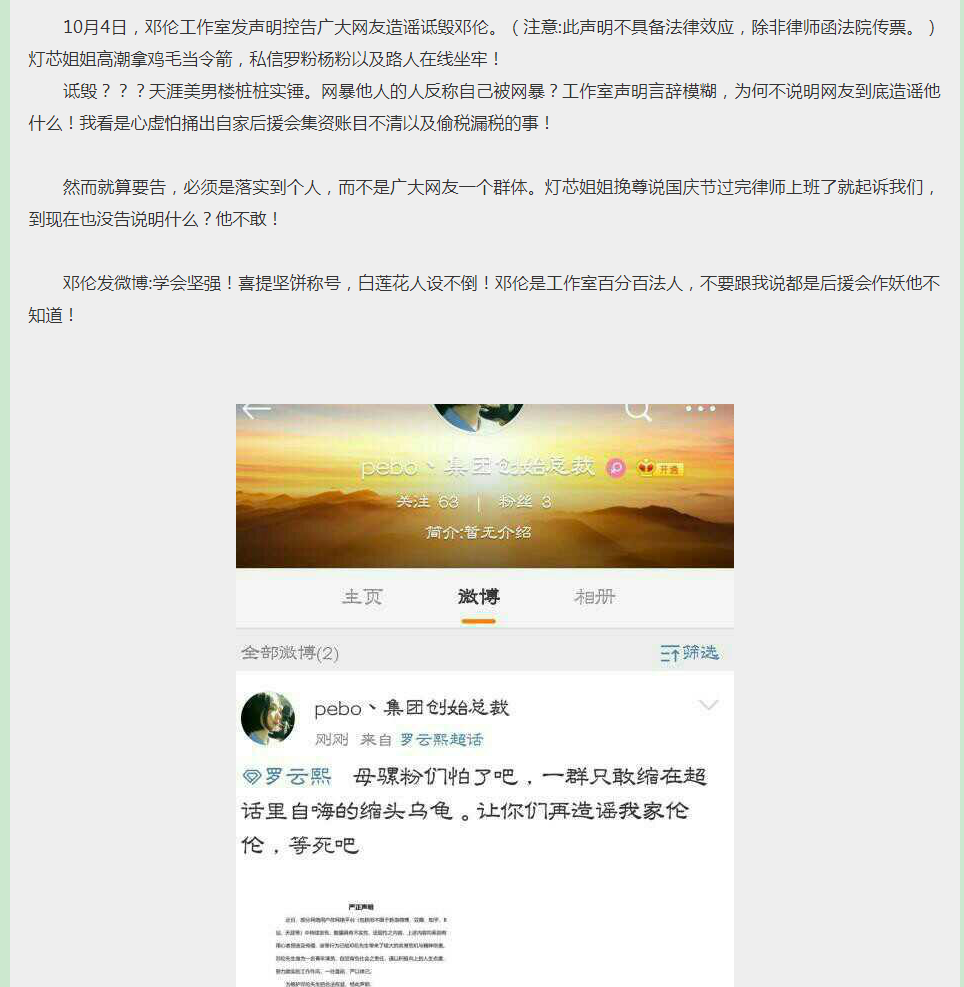 10月4日，邓伦工作室发声明控告广大网友造谣诋毁邓伦。（注意:此声明不具备法律效应，除非律师函法院传票。）
灯芯姐姐高潮拿鸡毛当令箭，私信罗粉杨粉以及路人在线坐牢！
诋毁？？？天涯美男楼桩桩实锤。网暴他人的人反称自己被网暴？工作室声明言辞模糊，为何不说明网友到底造谣他
什么！我看是心虚怕捅出自家后援会集资账目不清以及偷税漏税的事！
然而就算要告，必须是落实到个人，而不是广大网友一个群体。灯芯姐姐挽尊说国庆节过完律师上班了就起诉我们，
到现在也没告说明什么？他不敢！
邓伦发微博:学会坚强！喜提坚饼称号，白莲花人设不倒！邓伦是工作室百分百法人，不要跟我说都是后援会作妖他不
知道！
pebo丶集团创始总裁 开通
关注 63 | 粉丝 3
简介:暂无介绍
主页 微博 相册
全部微博(2) 筛选
pebo丶集团创始总裁
刚刚 来自 罗云熙超话
@罗云熙 母骡粉们怕了吧，一群只敢缩在超
话里自嗨的缩头乌龟。让你们再造谣我家伦
伦，等死吧
严正声明